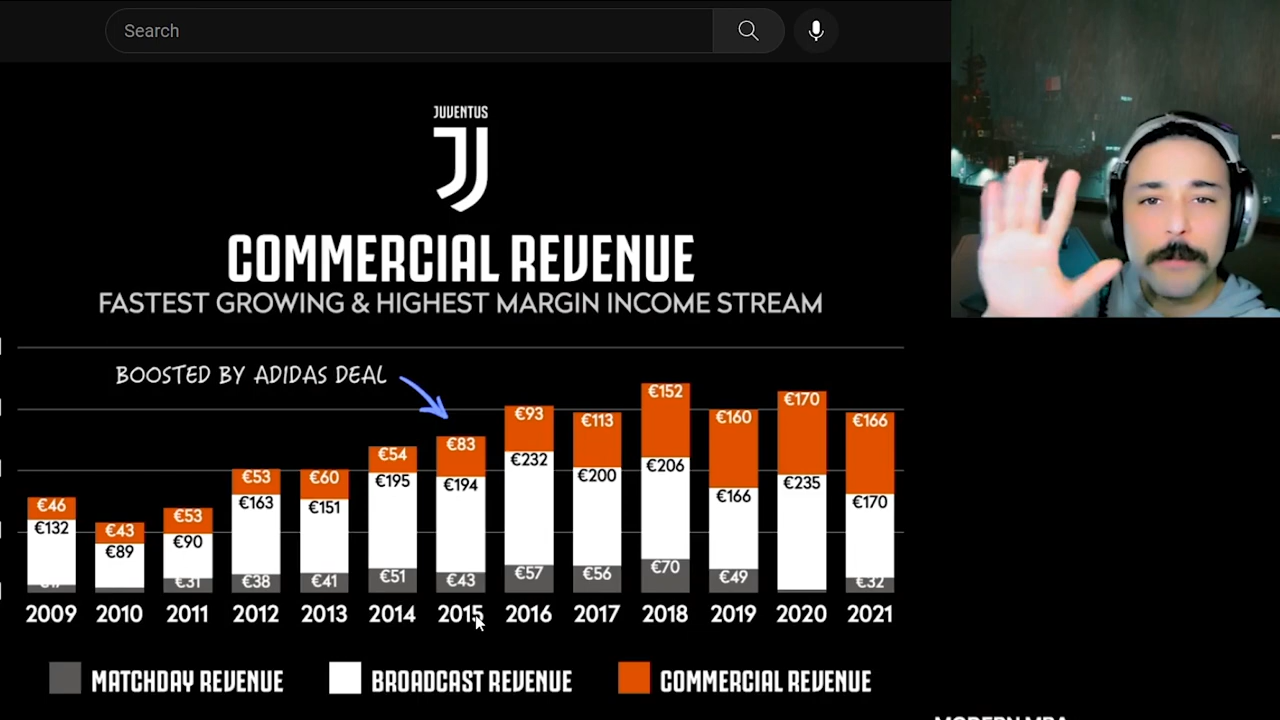 Search
JUVENTUS
COMMERCIAL REVENUE
FASTEST GROWING & HIGHEST MARGIN INCOME STREAM
BOOSTED BY ADIDAS DEAL
€46 €43 €53 €53 €60 €54 €83 €93 €113 €152 €160 €170 €166
€132 €89 €90 €163 €151 €195 €194 €232 €200 €206 €166 €235 €170
€31 €38 €41 €51 €43 €57 €56 €70 €49 €32
2009 2010 2011 2012 2013 2014 2015 2016 2017 2018 2019 2020 2021
MATCHDAY REVENUE BROADCAST REVENUE COMMERCIAL REVENUE
MODERN MBA